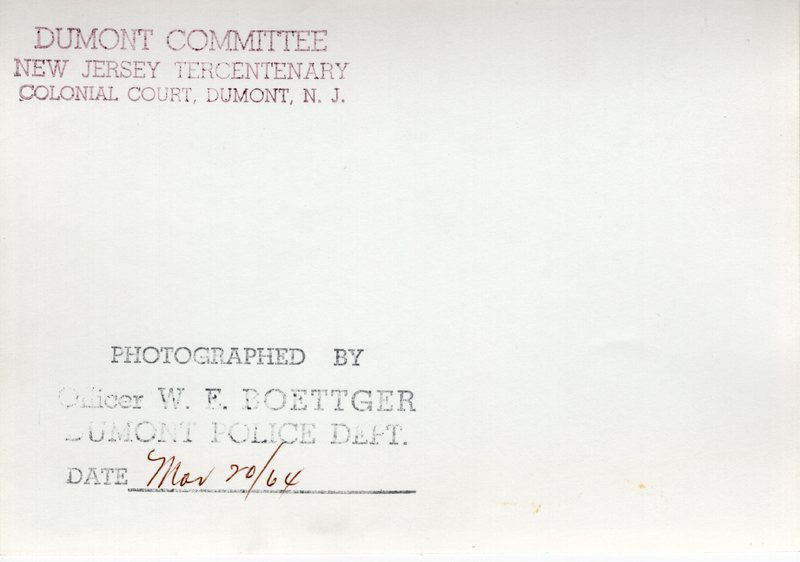 DUMONT COMMITTEE
NEW JERSEY TERCENTENARY
COLONIAL COURT, DUMONT, N. J.
PHOTOGRAPHED BY
Officer W. E. BOETTGER
DUMONT POLICE DEPT.
DATE Mar 20/64